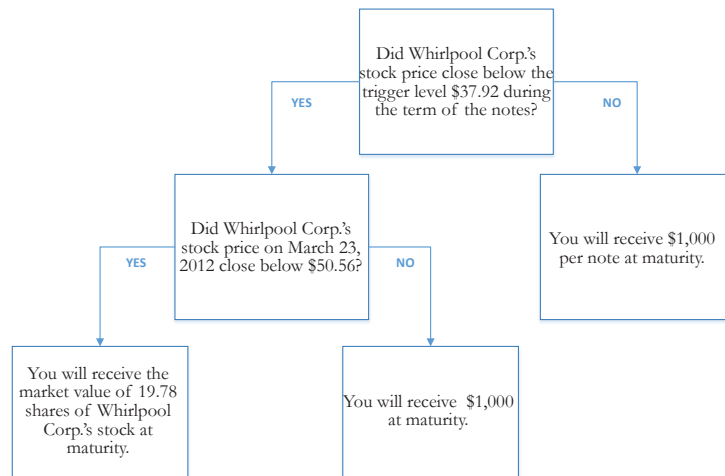 Did Whirlpool Corp.'s
stock price close below the
trigger level $37.92 during
the term of the notes?
YES
NO
Did Whirlpool Corp.'s
stock price on March 23,
2012 close below $50.56?
You will receive $1,000
per note at maturity.
YES
NO
You will receive the
market value of 19.78
shares of Whirlpool
Corp.'s stock at
maturity.
You will receive $1,000
at maturity.